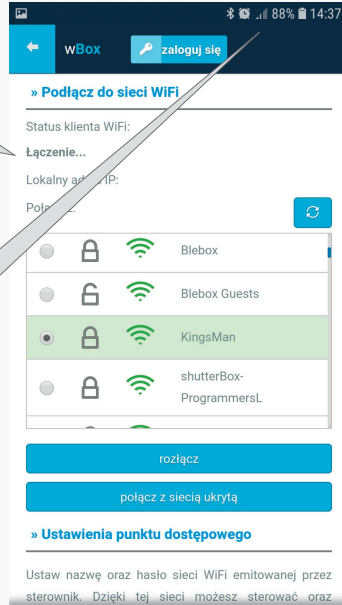 88% 14:37
wBox zaloguj się
» Podłącz do sieci WiFi
Status klienta WiFi:
Łączenie...
Lokalny IP:
Blebox
Blebox Guests
KingsMan
shutterBox-
ProgrammersL
rozłącz
połącz z siecią ukrytą
» Ustawienia punktu dostępowego
Ustaw nazwę oraz hasło sieci WiFi emitowanej przez
sterownik. Dzięki tej sieci możesz sterować oraz